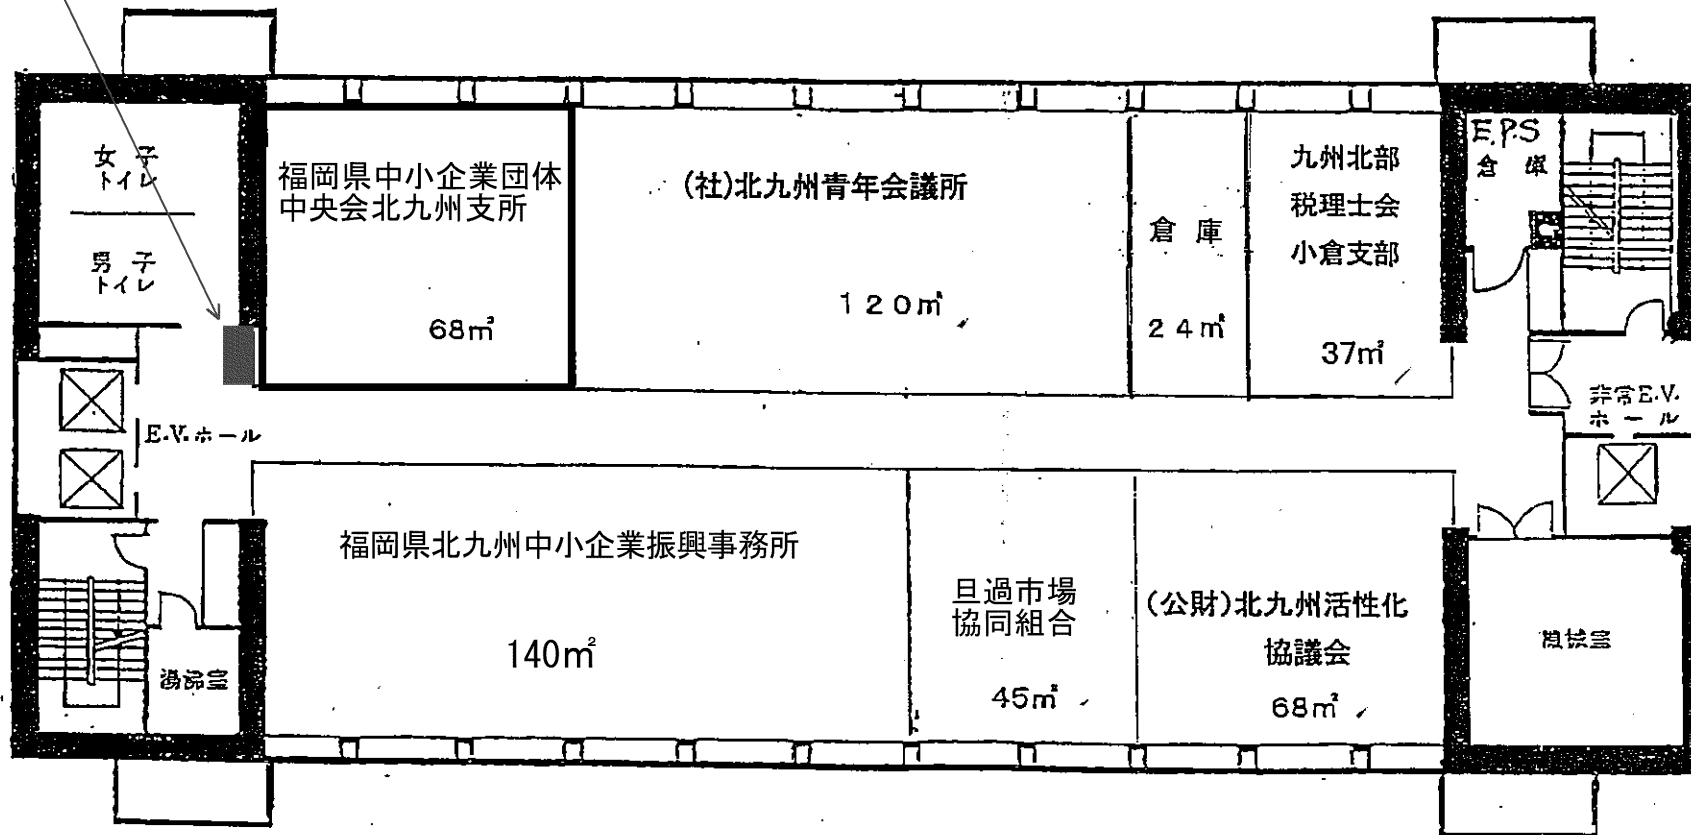 女子
トイレ
男子
トイレ
福岡県中小企業団体
中央会北九州支所
68㎡
(社)北九州青年会議所
120㎡
倉庫
24㎡
九州北部
税理士会
小倉支部
37㎡
E.P.S
倉庫
E.V.ホール
非常E.V.
ホール
福岡県北九州中小企業振興事務所
140㎡
旦過市場
協同組合
45㎡
(公財)北九州活性化
協議会
68㎡
湯沸室